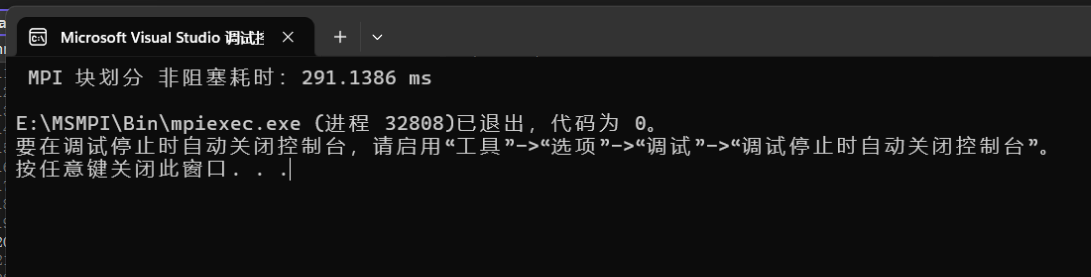 Microsoft Visual Studio 调试控
MPI 块划分 非阻塞耗时: 291.1386 ms
E:\MSMPI\Bin\mpiexec.exe (进程 32808)已退出，代码为 0。
要在调试停止时自动关闭控制台，请启用“工具”->“选项”->“调试”->“调试停止时自动关闭控制台”。
按任意键关闭此窗口. . .